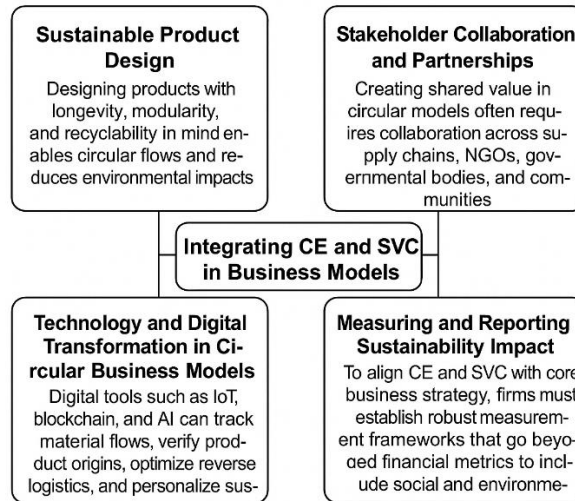 Sustainable Product
Design
Designing products with
longevity, modularity,
and recyclability in mind en-
ables circular flows and re-
duces environmental impacts
Stakeholder Collaboration
and Partnerships
Creating shared value in
circular models often requ-
ires collaboration across su-
pply chains, NGOs, gov-
ernmental bodies, and com-
munities
Integrating CE and SVC
in Business Models
Technology and Digital
Transformation in Ci-
rcular Business Models
Digital tools such as IoT,
blockchain, and AI can track
material flows, verify prod-
duct origins, optimize reverse
logistics, and personalize sus-
Measuring and Reporting
Sustainability Impact
To align CE and SVC with core
business strategy, firms must
establish robust measurem-
ent frameworks that go beyo-
ɑed financial metrics to incl-
ude social and environme-